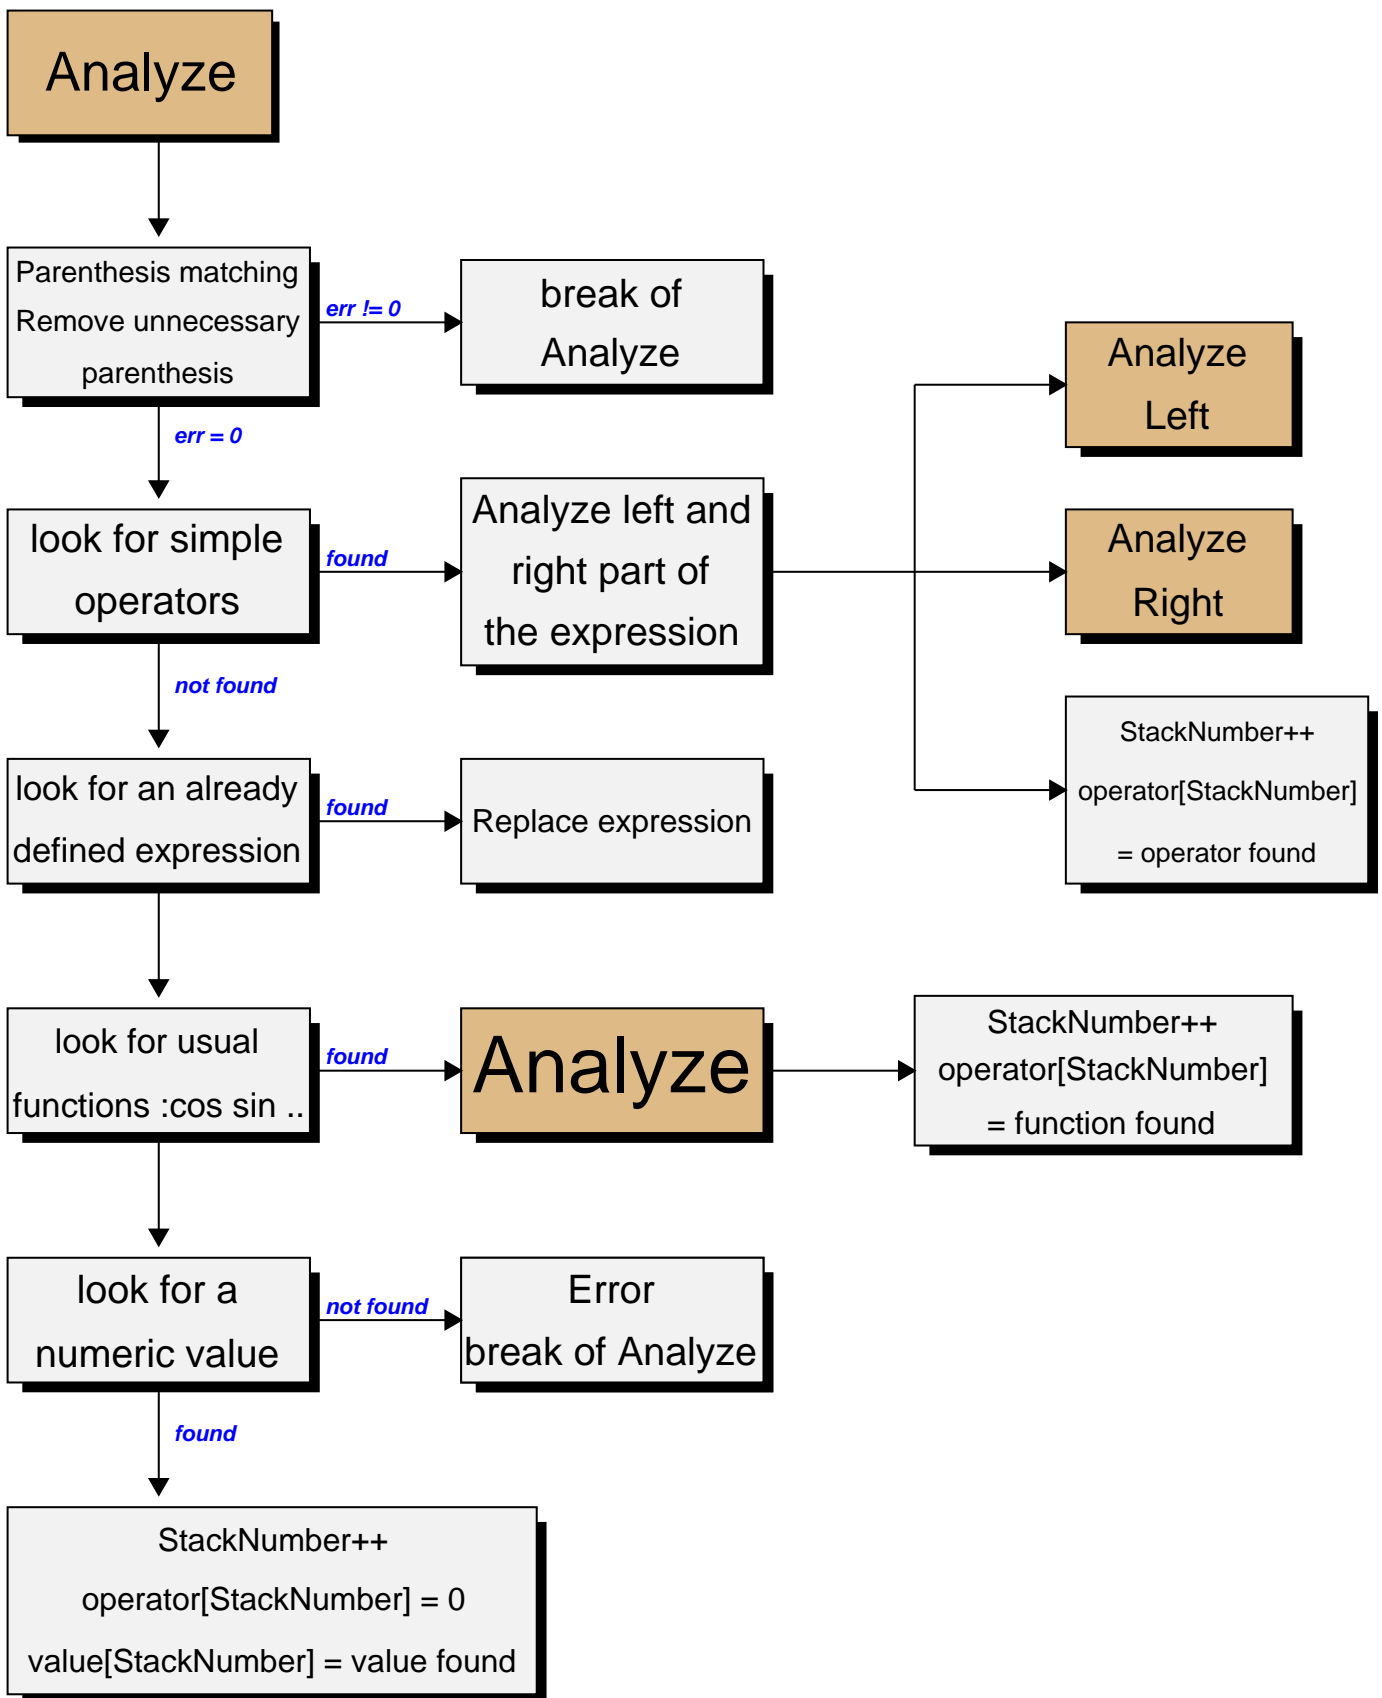 Analyze
Parenthesis matching
Remove unnecessary
parenthesis
err != 0
break of
Analyze
err = 0
Analyze
Left
look for simple
operators
found
Analyze left and
right part of
the expression
Analyze
Right
not found
StackNumber++
operator[StackNumber]
= operator found
look for an already
defined expression
found
Replace expression
look for usual
functions :cos sin ..
found
Analyze
StackNumber++
operator[StackNumber]
= function found
look for a
numeric value
not found
Error
break of Analyze
found
StackNumber++
operator[StackNumber] = 0
value[StackNumber] = value found